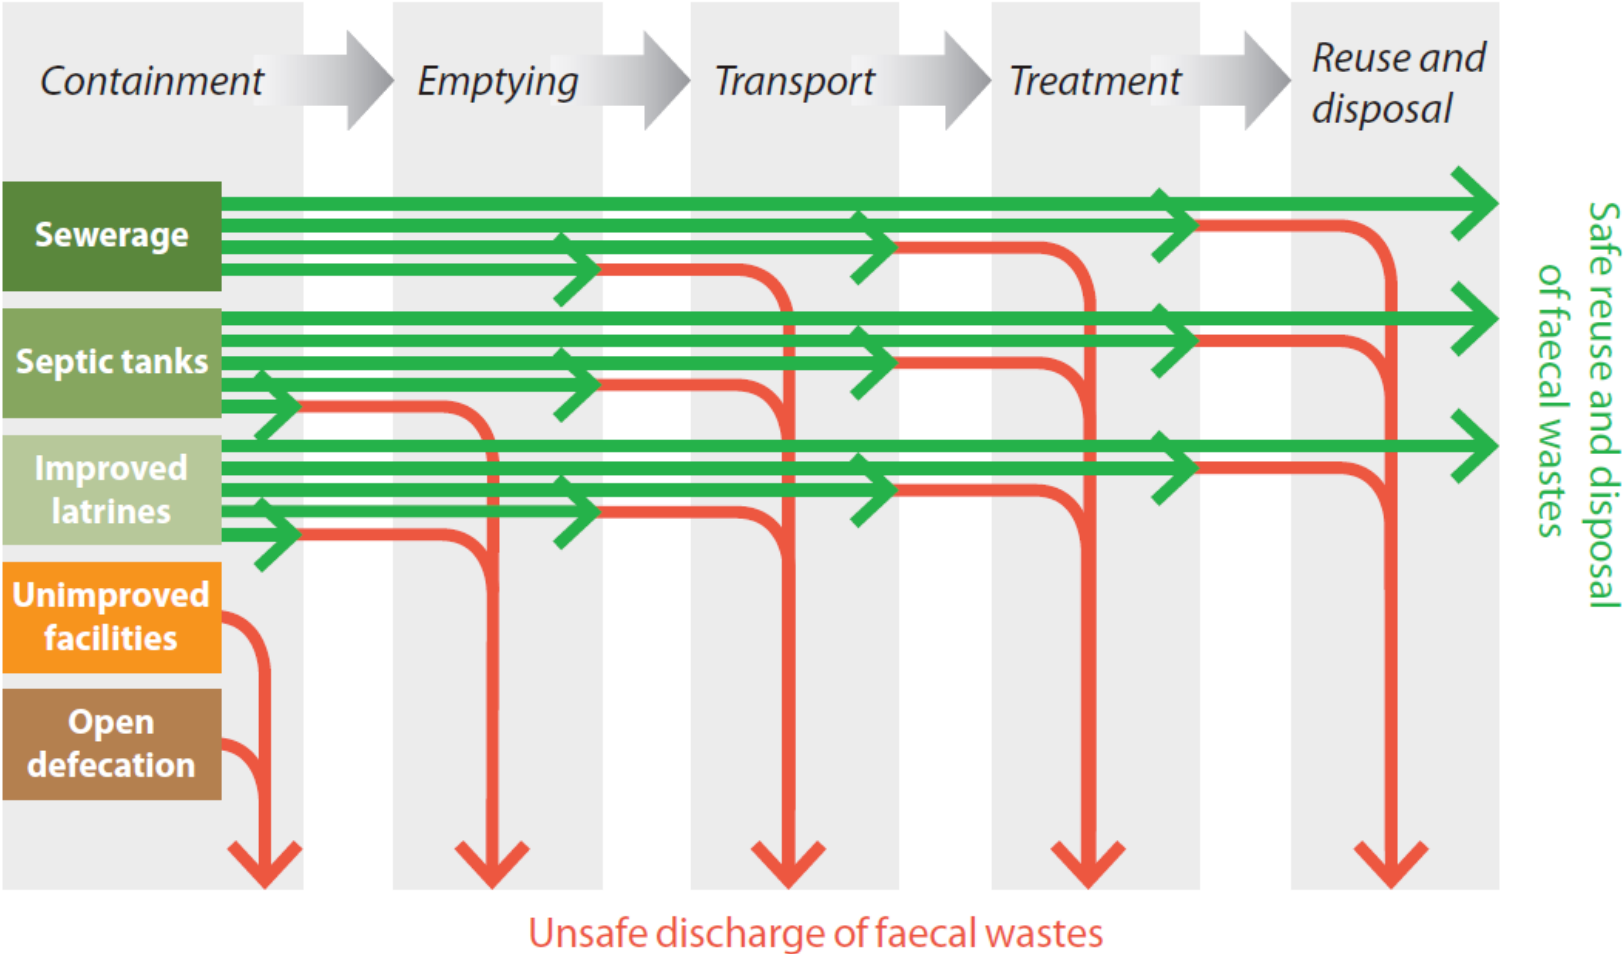 Containment
Emptying
Transport
Treatment
Reuse and
disposal
Sewerage
Septic tanks
Improved
latrines
Unimproved
facilities
Open
defecation
Safe reuse and disposal
of faecal wastes
Unsafe discharge of faecal wastes